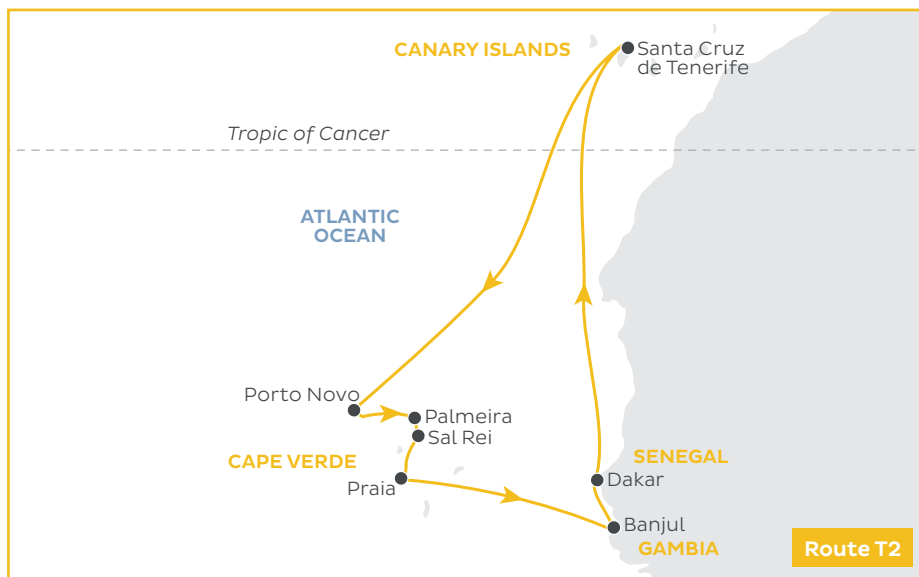 CANARY ISLANDS
Santa Cruz
de Tenerife
Tropic of Cancer
ATLANTIC
OCEAN
Porto Novo
Palmeira
Sal Rei
CAPE VERDE
Praia
SENEGAL
Dakar
Banjul
GAMBIA
Route T2